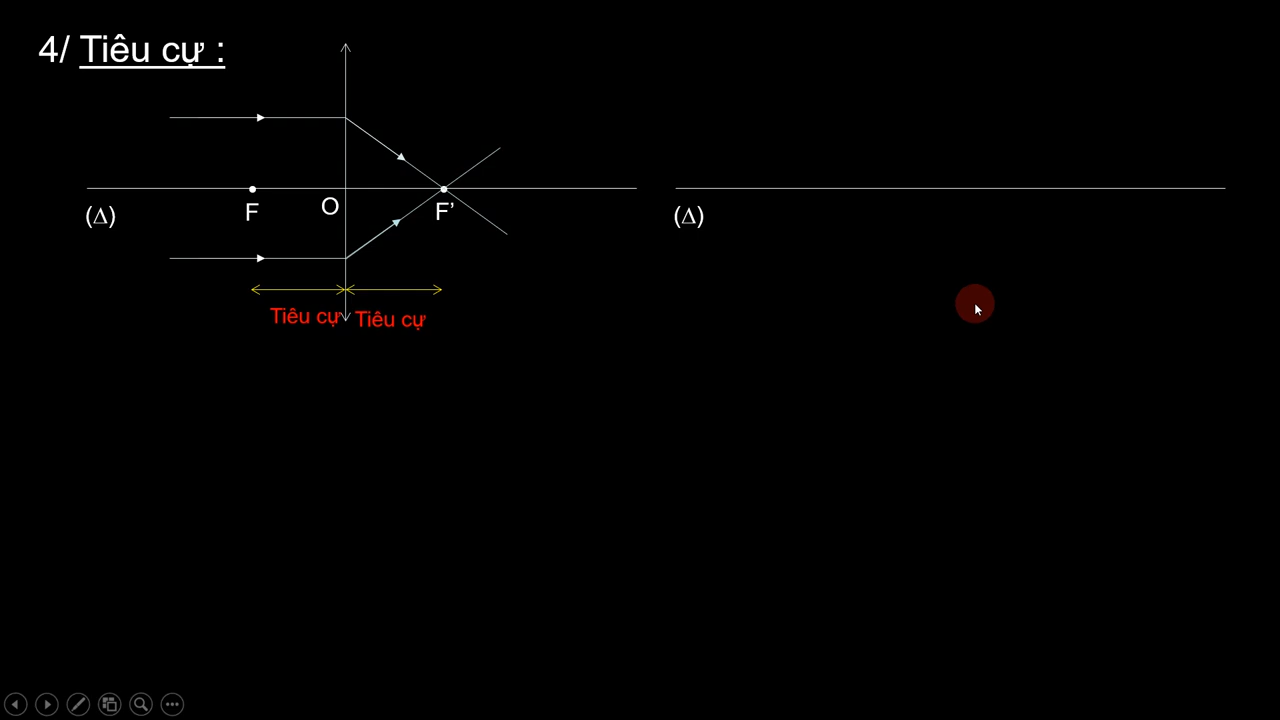 4/ Tiêu cự :
F
O
F’
(Δ)
(Δ)
Tiêu cự
Tiêu cự